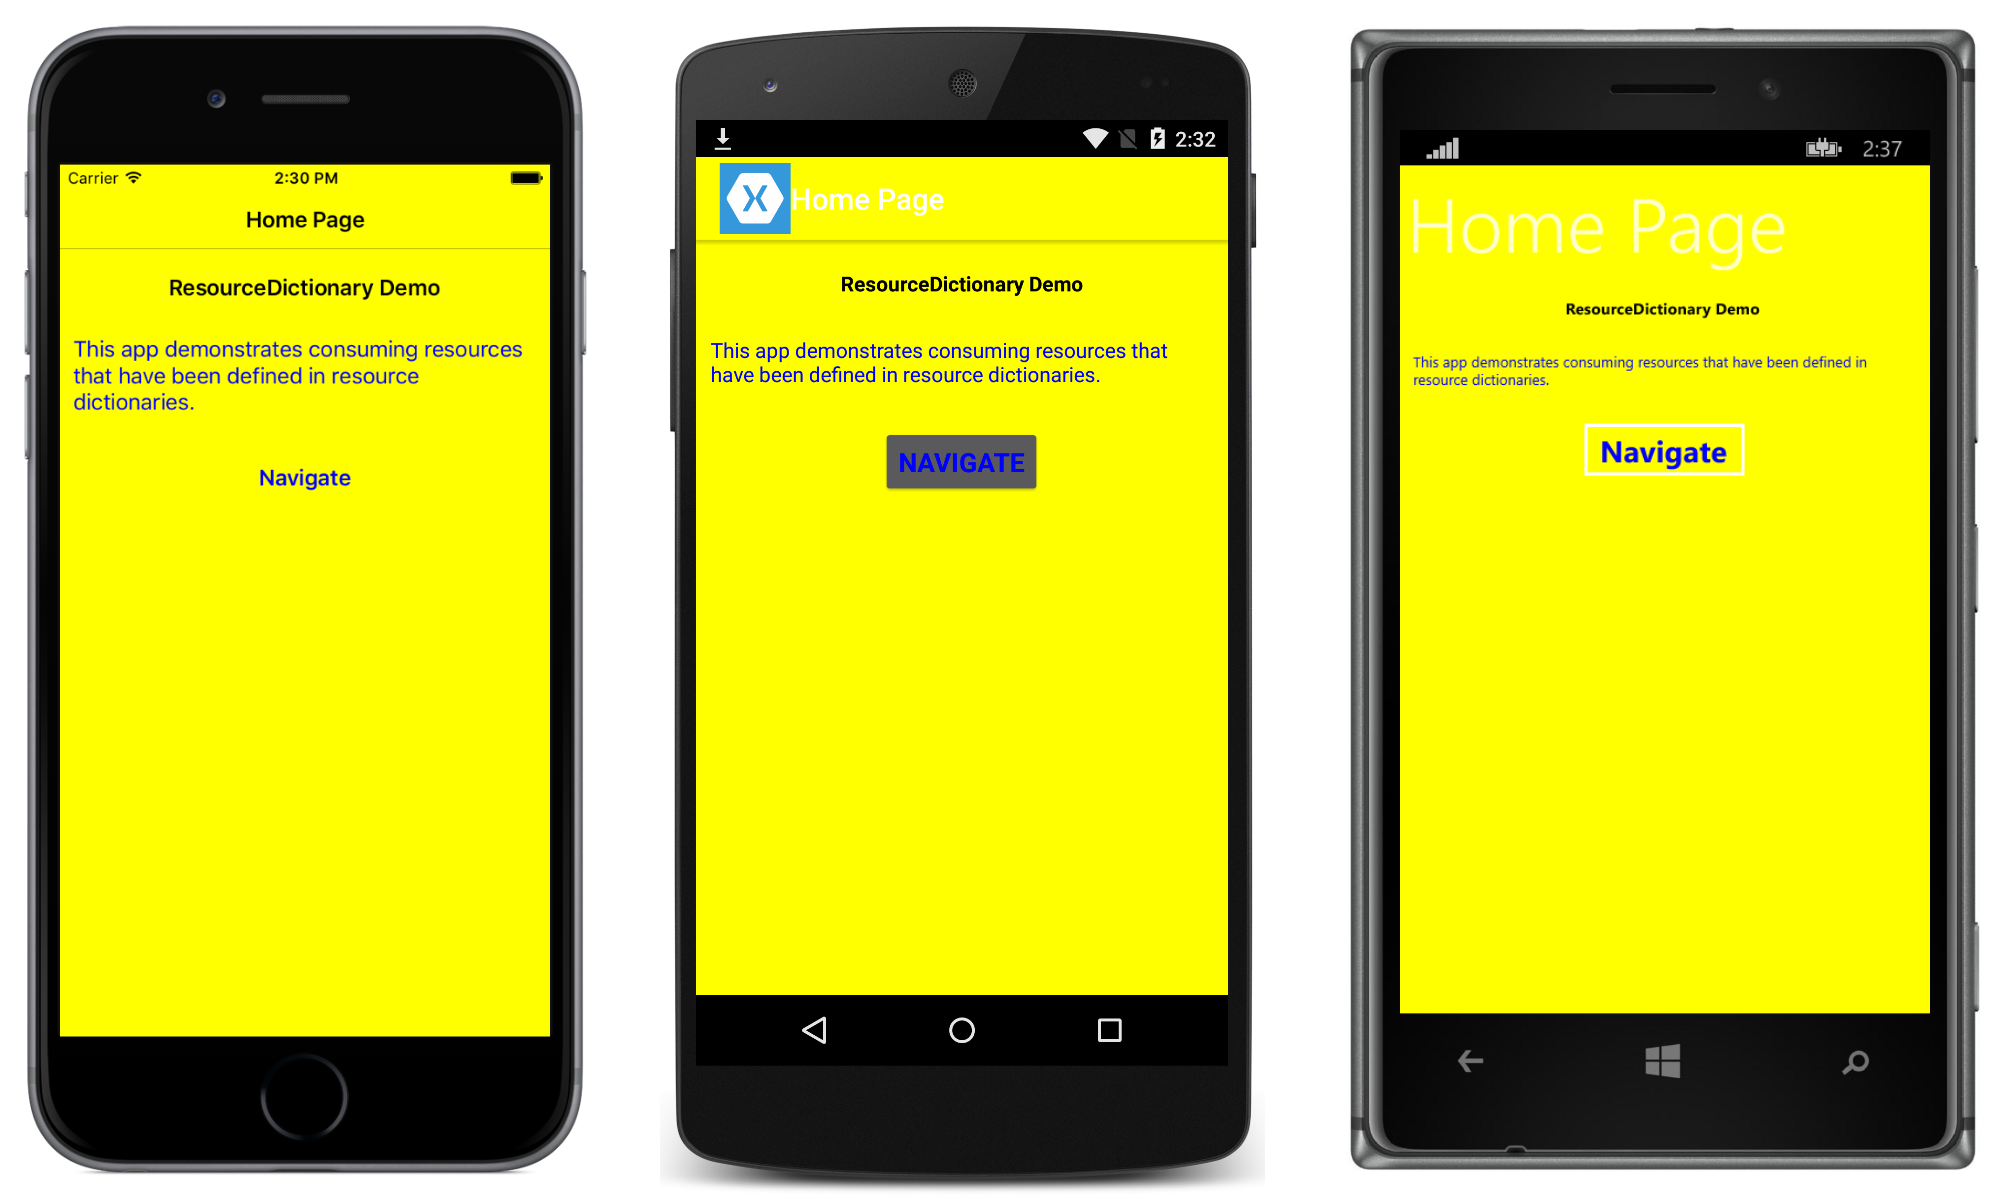 Carrier 2:30 PM
Home Page
ResourceDictionary Demo
This app demonstrates consuming resources
that have been defined in resource
dictionaries.
Navigate
2:32
Home Page
ResourceDictionary Demo
This app demonstrates consuming resources that
have been defined in resource dictionaries.
NAVIGATE
2:37
Home Page
ResourceDictionary Demo
This app demonstrates consuming resources that have been defined in
resource dictionaries.
Navigate